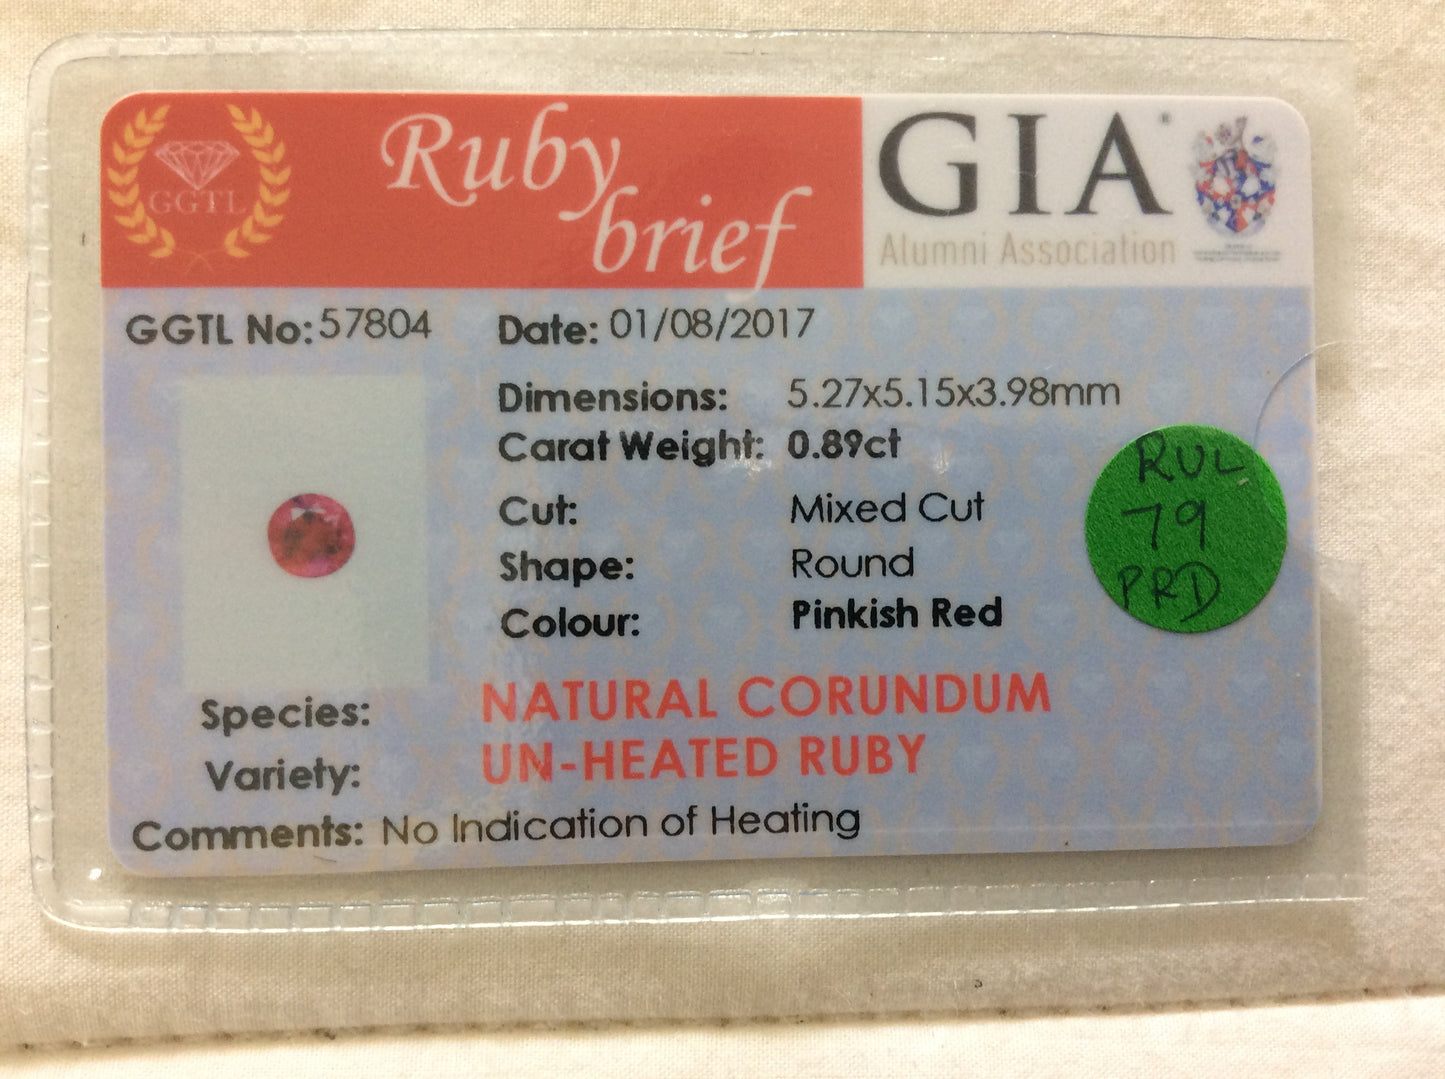 GGTL
Ruby
brief
GIA®
Alumni Association
GGTL No: 57804
Date: 01/08/2017
Dimensions: 5.27x5.15x3.98mm
Carat Weight: 0.89ct
Cut: Mixed Cut
Shape: Round
Colour: Pinkish Red
RUL
79
PRD
Species: NATURAL CORUNDUM
Variety: UN-HEATED RUBY
Comments: No Indication of Heating